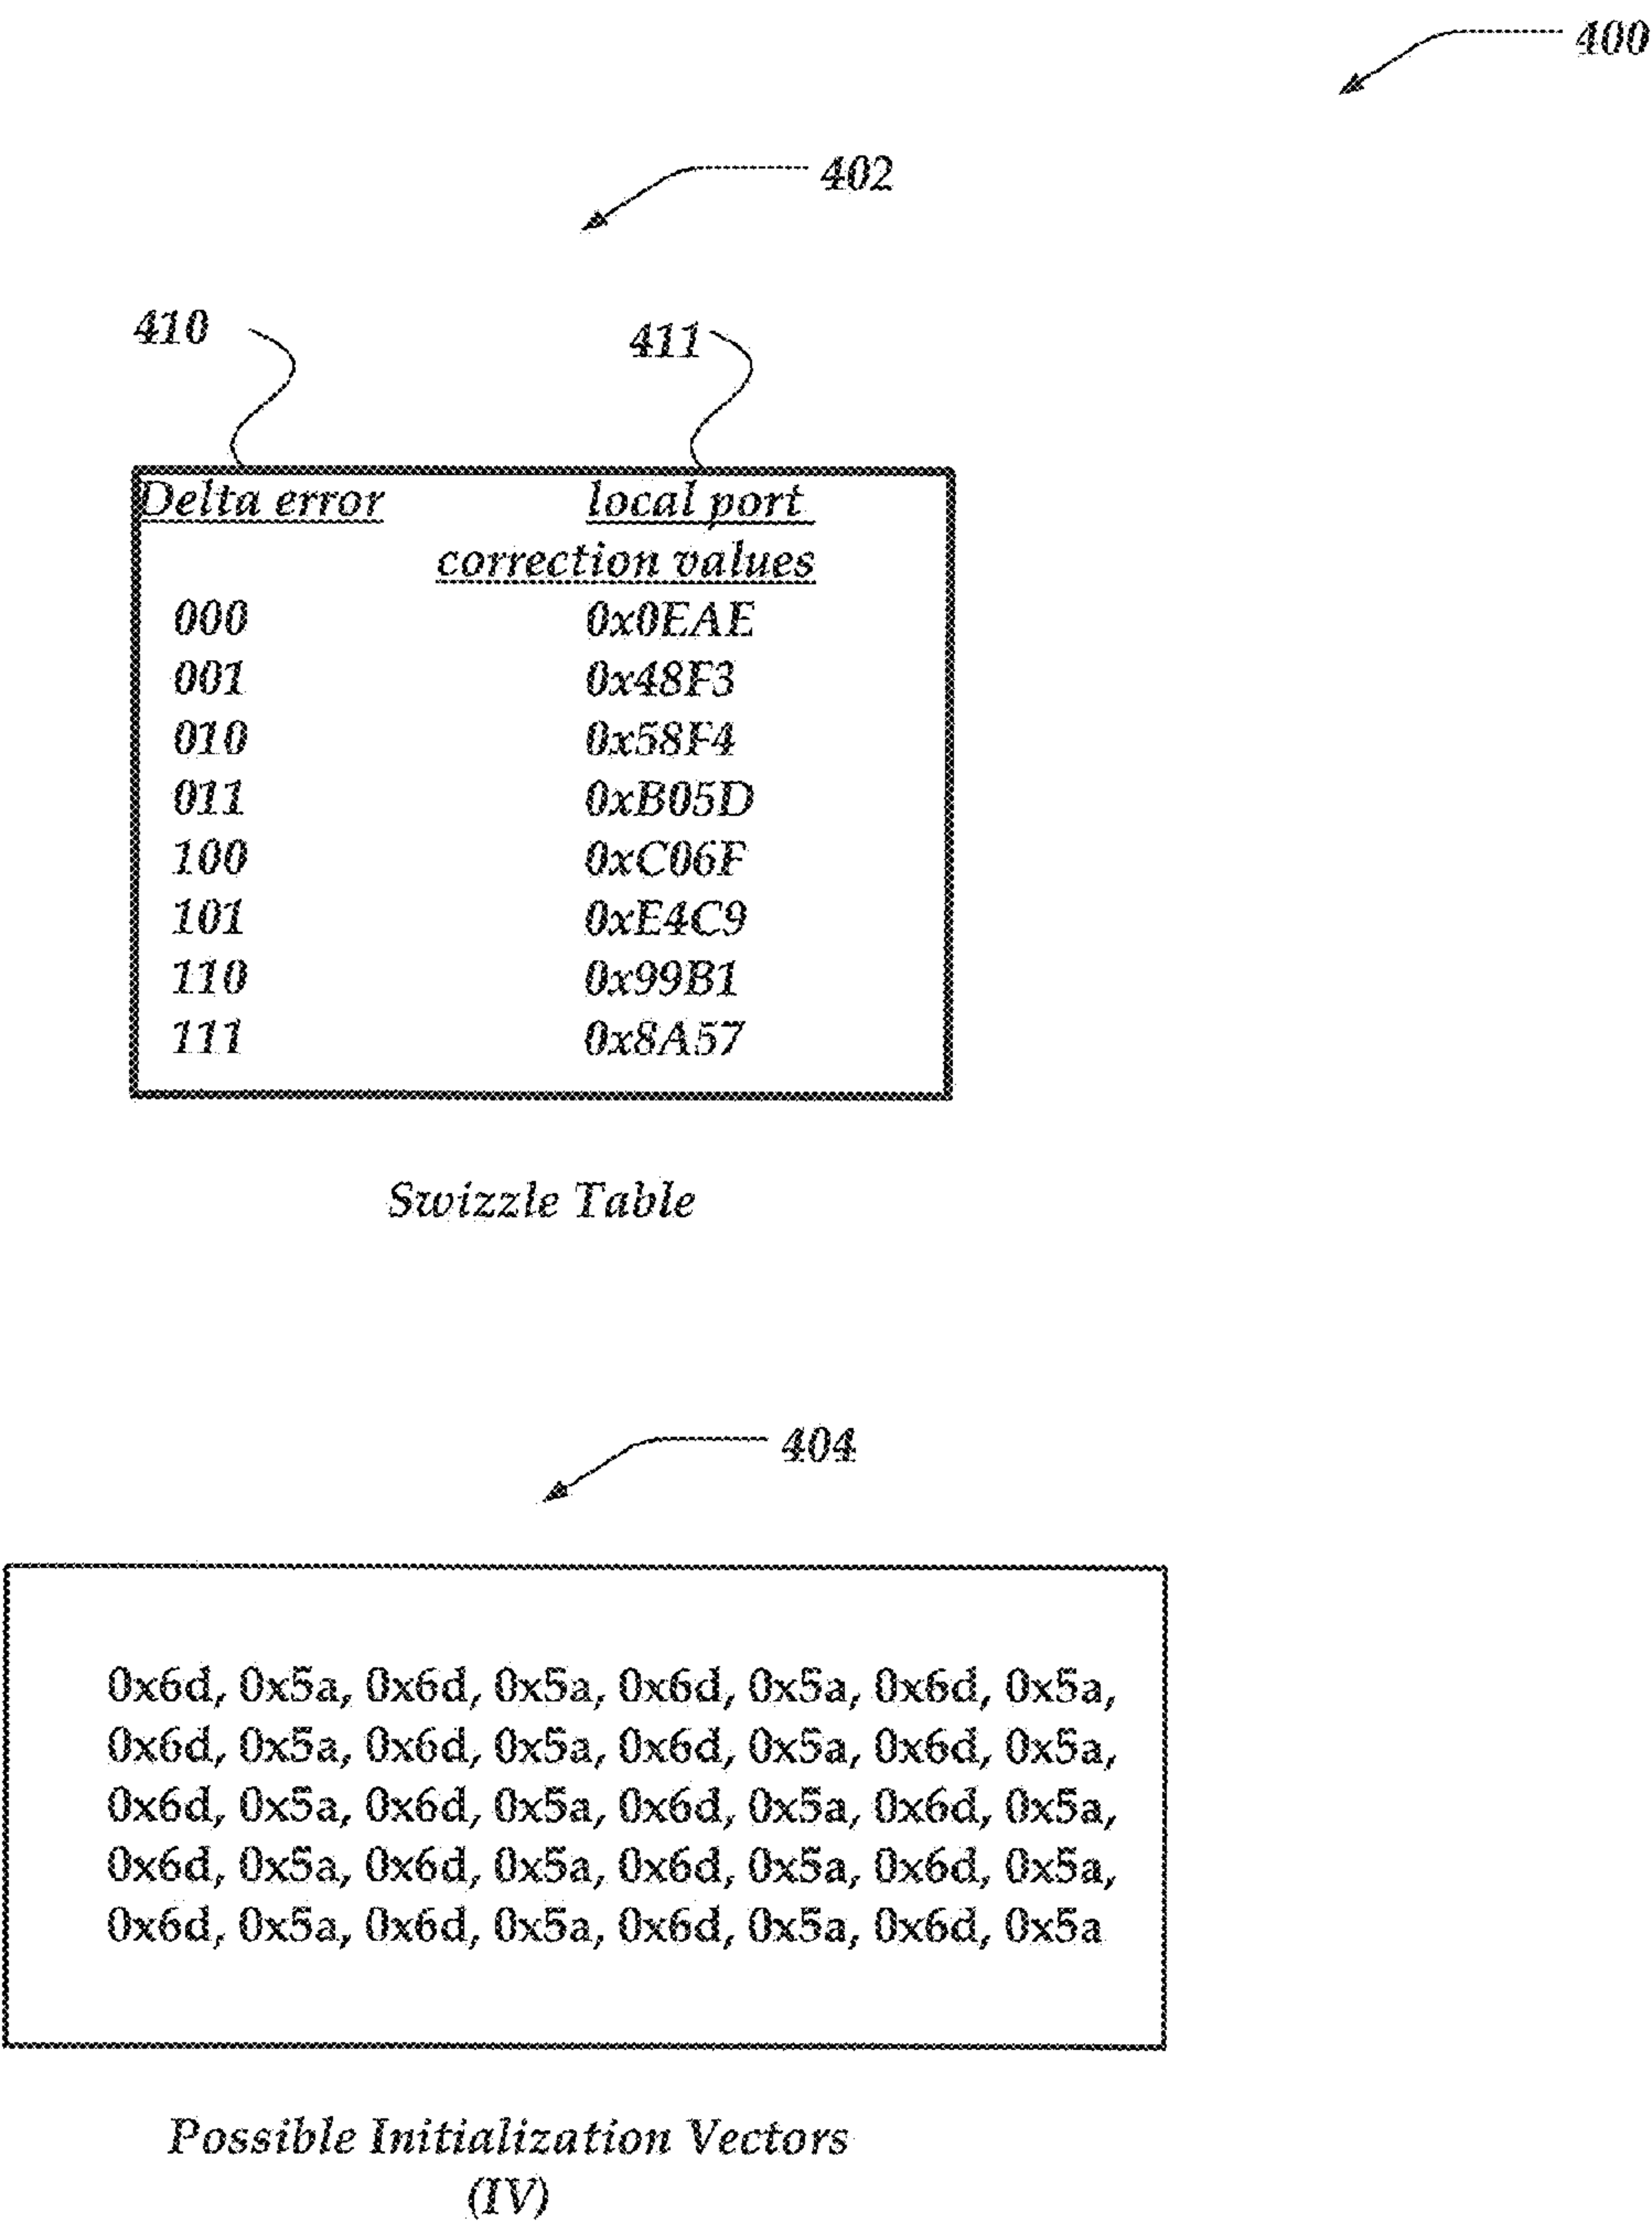 400
402
410 411
Delta error local port
correction values
000 0x0EAE
001 0x48F3
010 0x58F4
011 0xB05D
100 0xC06F
101 0xE4C9
110 0x99B1
111 0x8A57
Swizzle Table
404
0x6d, 0x5a, 0x6d, 0x5a, 0x6d, 0x5a, 0x6d, 0x5a,
0x6d, 0x5a, 0x6d, 0x5a, 0x6d, 0x5a, 0x6d, 0x5a,
0x6d, 0x5a, 0x6d, 0x5a, 0x6d, 0x5a, 0x6d, 0x5a,
0x6d, 0x5a, 0x6d, 0x5a, 0x6d, 0x5a, 0x6d, 0x5a,
0x6d, 0x5a, 0x6d, 0x5a, 0x6d, 0x5a, 0x6d, 0x5a
Possible Initialization Vectors
(IV)